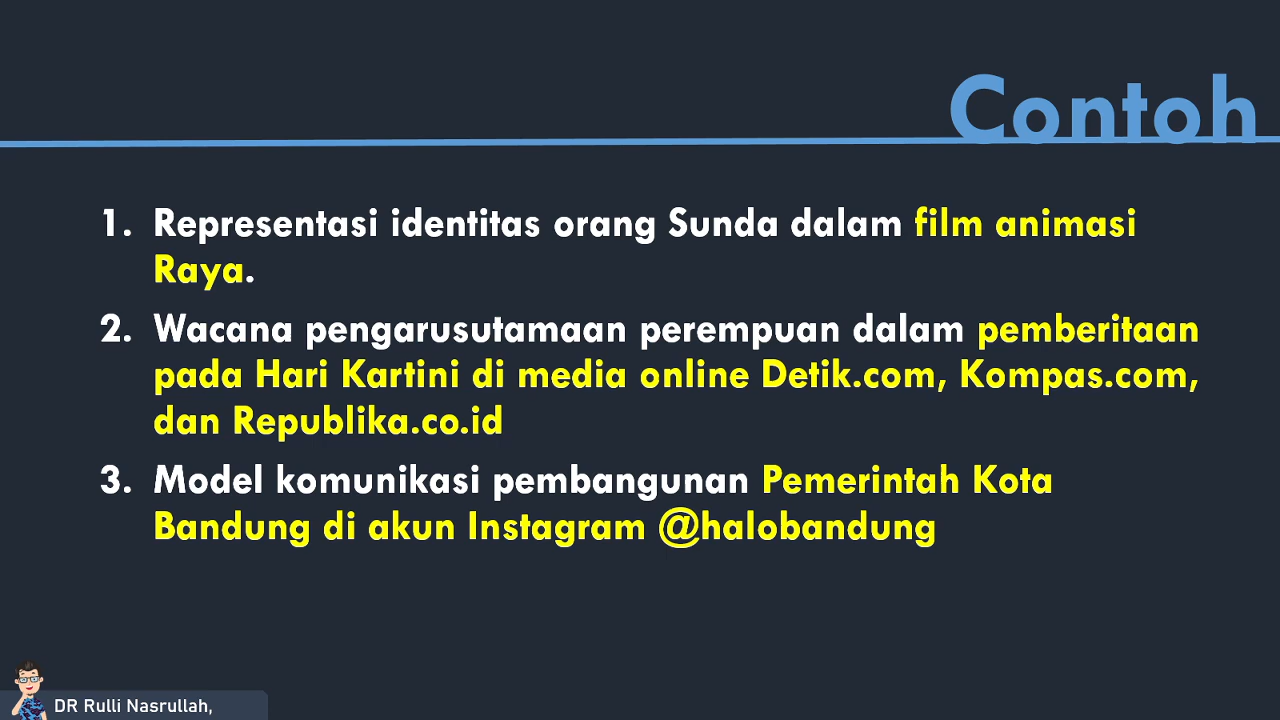 Contoh
1. Representasi identitas orang Sunda dalam film animasi
Raya.
2. Wacana pengarusutamaan perempuan dalam pemberitaan
pada Hari Kartini di media online Detik.com, Kompas.com,
dan Republika.co.id
3. Model komunikasi pembangunan Pemerintah Kota
Bandung di akun Instagram @halobandung
DR Rulli Nasrullah,